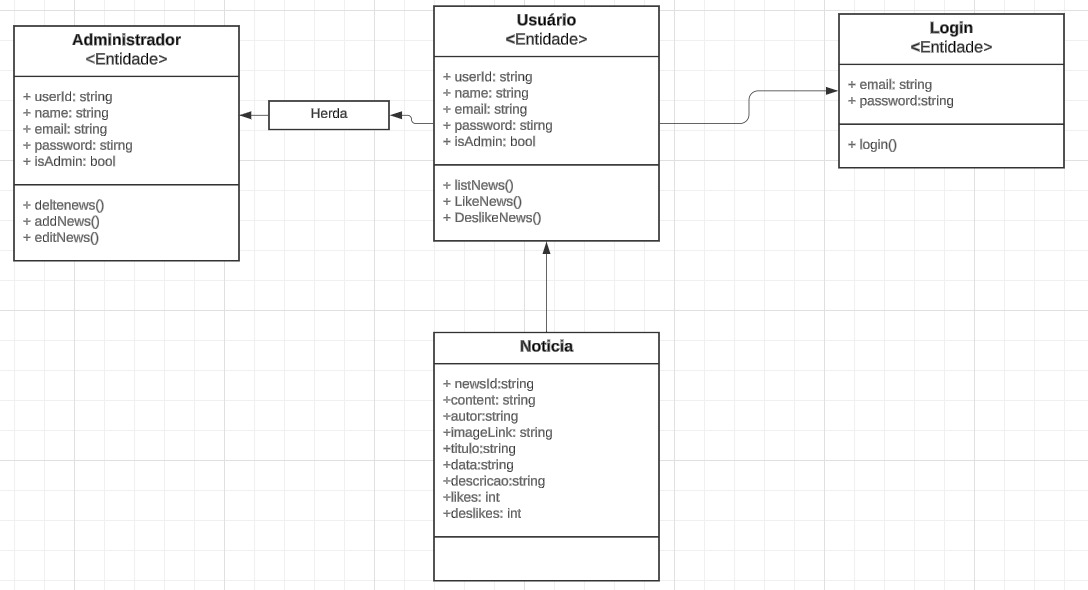 Administrador
<Entidade>
+ userId: string
+ name: string
+ email: string
+ password: stirng
+ isAdmin: bool
+ deltenews()
+ addNews()
+ editNews()
Herda
Usuário
<Entidade>
+ userId: string
+ name: string
+ email: string
+ password: stirng
+ isAdmin: bool
+ listNews()
+ LikeNews()
+ DeslikeNews()
Login
<Entidade>
+ email: string
+ password:string
+ login()
Noticia
+ newsId:string
+content: string
+autor:string
+imageLink: string
+titulo:string
+data:string
+descricao:string
+likes: int
+deslikes: int